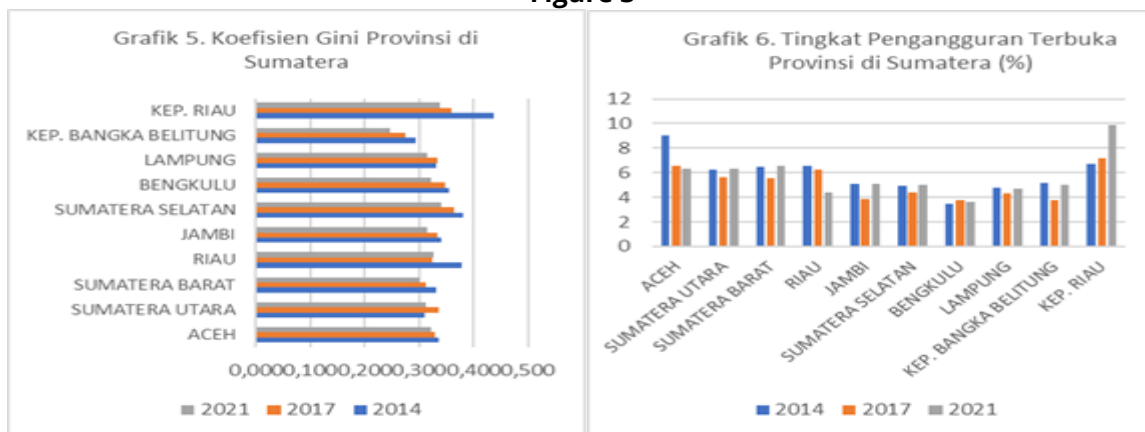 Figure 3
Grafik 5. Koefisien Gini Provinsi di
Sumatera
KEP. RIAU
KEP. BANGKA BELITUNG
LAMPUNG
BENGKULU
SUMATERA SELATAN
JAMBI
RIAU
SUMATERA BARAT
SUMATERA UTARA
ACEH
0,0000,1000,2000,3000,4000,500
2021 2017 2014
Grafik 6. Tingkat Pengangguran Terbuka
Provinsi di Sumatera (%)
12
10
8
6
4
2
0
ACEH
SUMATERA UTARA
SUMATERA BARAT
RIAU
JAMBI
SUMATERA SELATAN
BENGKULU
LAMPUNG
KEP. BANGKA BELITUNG
KEP. RIAU
2014 2017 2021